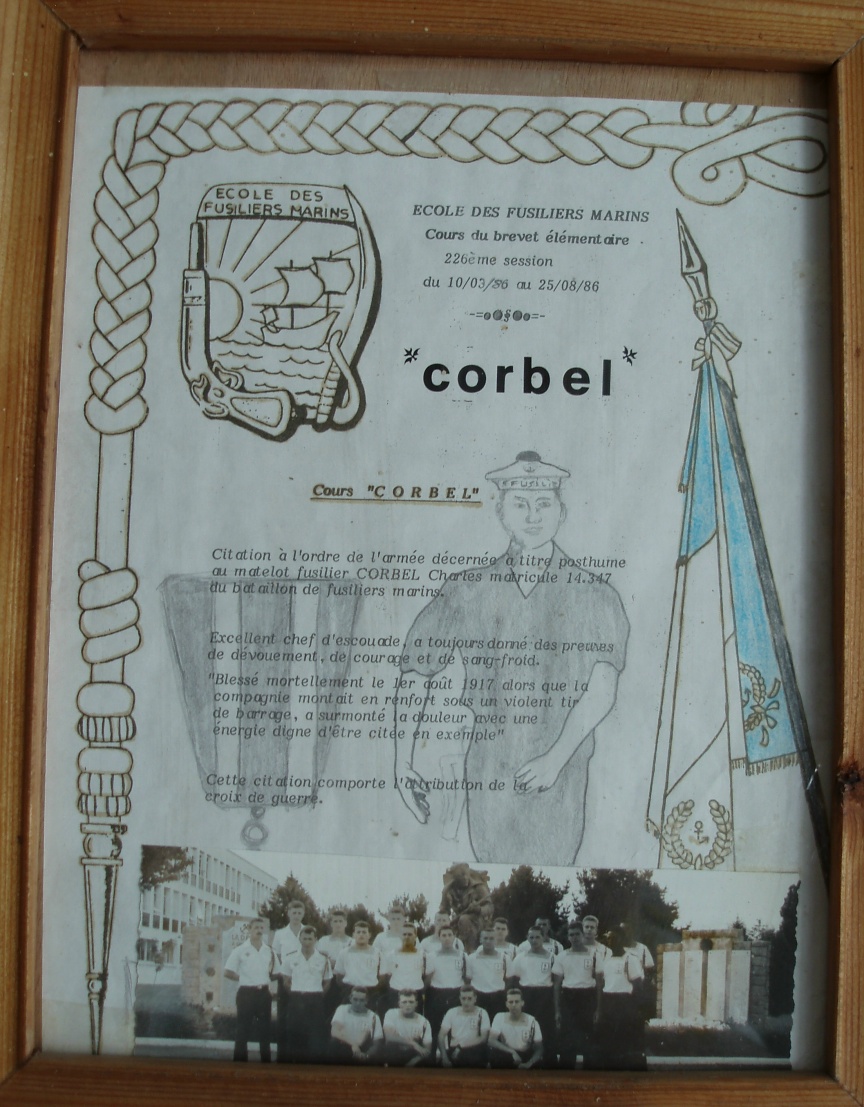 ECOLE DES
FUSILIERS MARINS
ECOLE DES FUSILIERS MARINS
Cours du brevet élémentaire .
226ème session
du 10/03/86 au 25/08/86
-=o@§@o=-
*corbel*
Cours "CORBEL"
Citation à l'ordre de l'armée décernée à titre posthume
au matelot fusilier CORBEL Charles matricule 14.347
du bataillon de fusiliers marins.
Excellent chef d'escouade, a toujours donné des preuves
de dévouement, de courage et de sang-froid.
"Blessé mortellement le 1er août 1917 alors que la
compagnie montait en renfort sous un violent tir
de barrage, a surmonté la douleur avec une
énergie digne d'être citée en exemple"
Cette citation comporte l'attribution de la
croix de guerre.